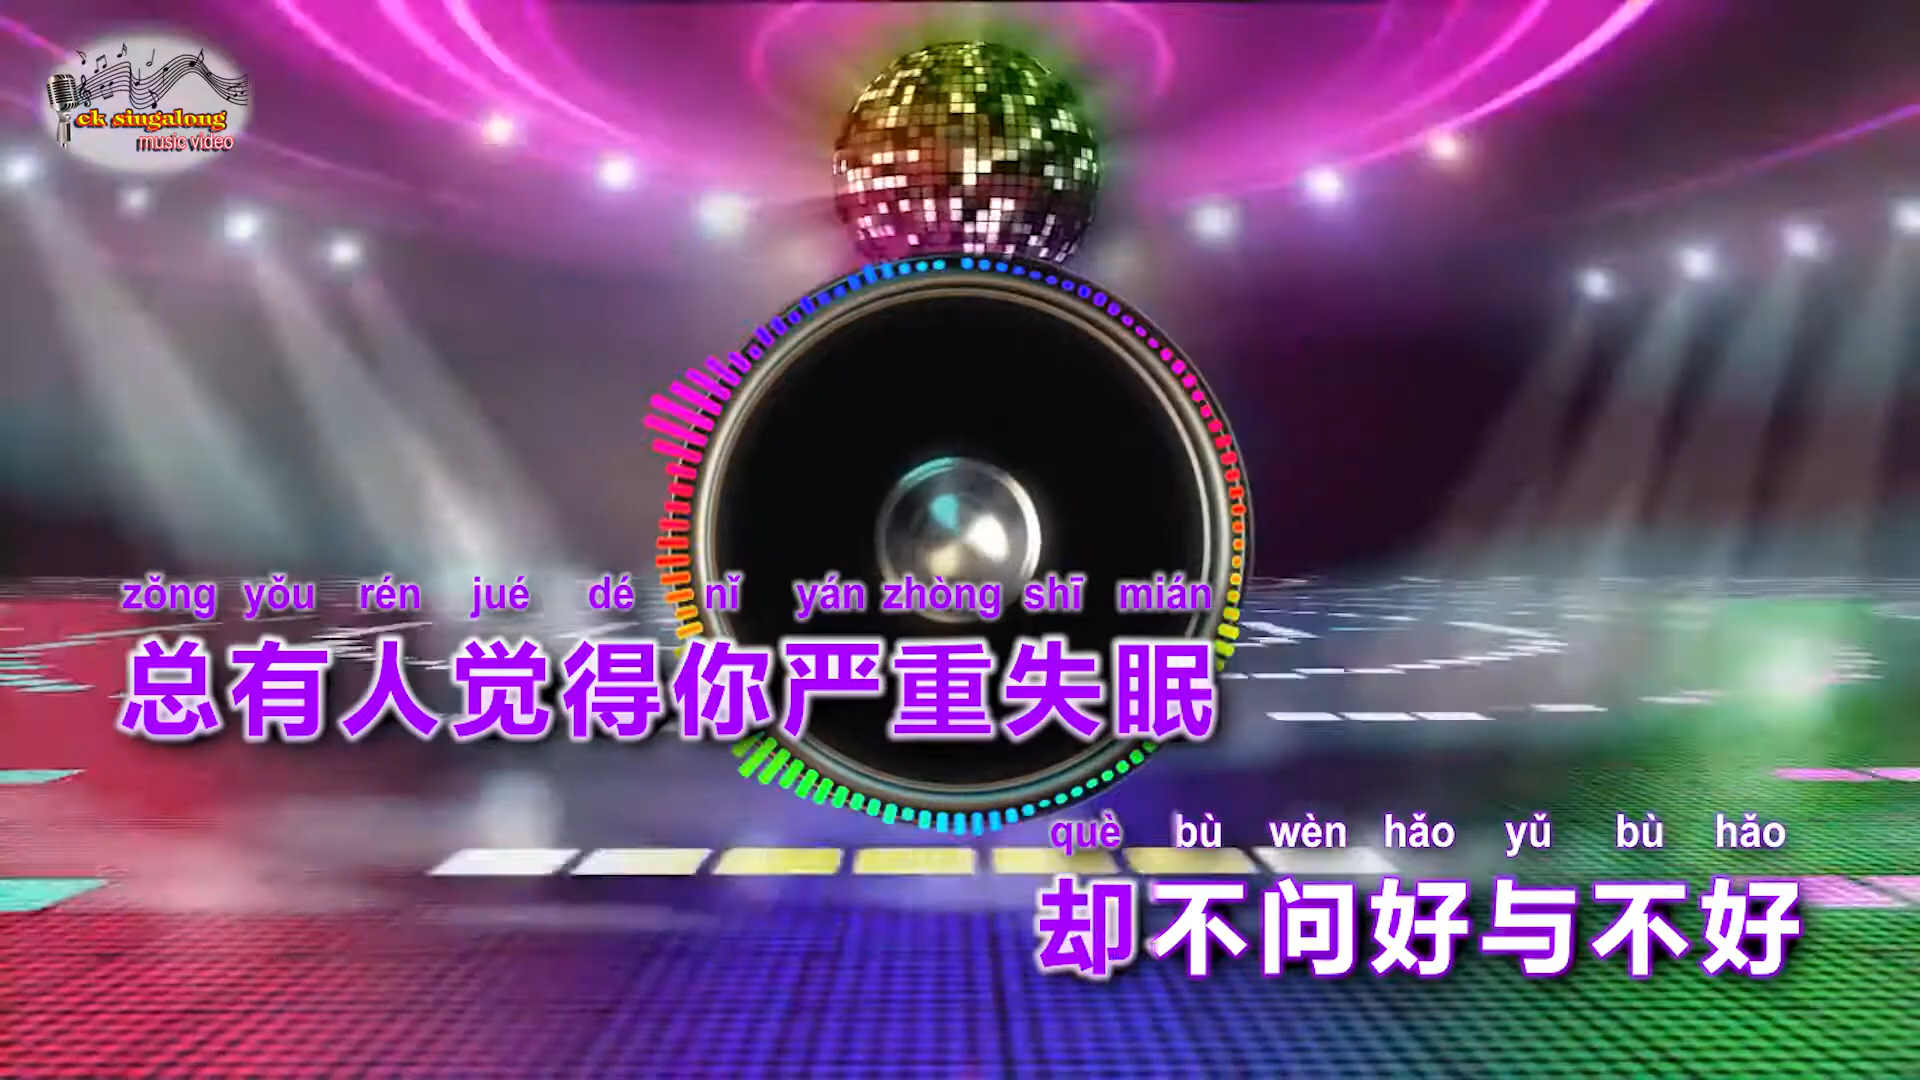 ck singalong
music video
zǒng yǒu rén jué dé nǐ yán zhòng shī mián
总有人觉得你严重失眠
què bù wèn hǎo yǔ bù hǎo
却不问好与不好